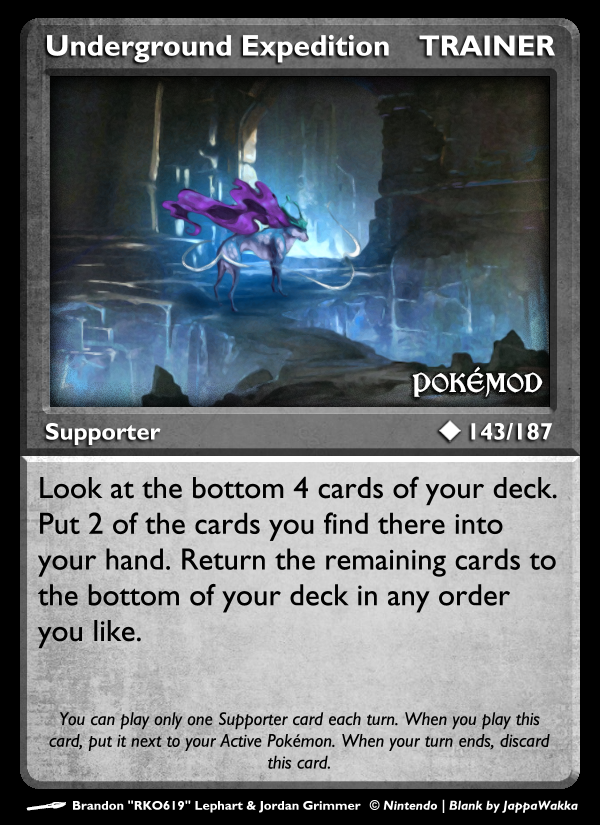 Underground Expedition TRAINER
POKÉMOD
Supporter ◆ 143/187
Look at the bottom 4 cards of your deck.
Put 2 of the cards you find there into
your hand. Return the remaining cards to
the bottom of your deck in any order
you like.
You can play only one Supporter card each turn. When you play this
card, put it next to your Active Pokémon. When your turn ends, discard
this card.
Brandon "RKO619" Lephart & Jordan Grimmer © Nintendo | Blank by JappaWakka